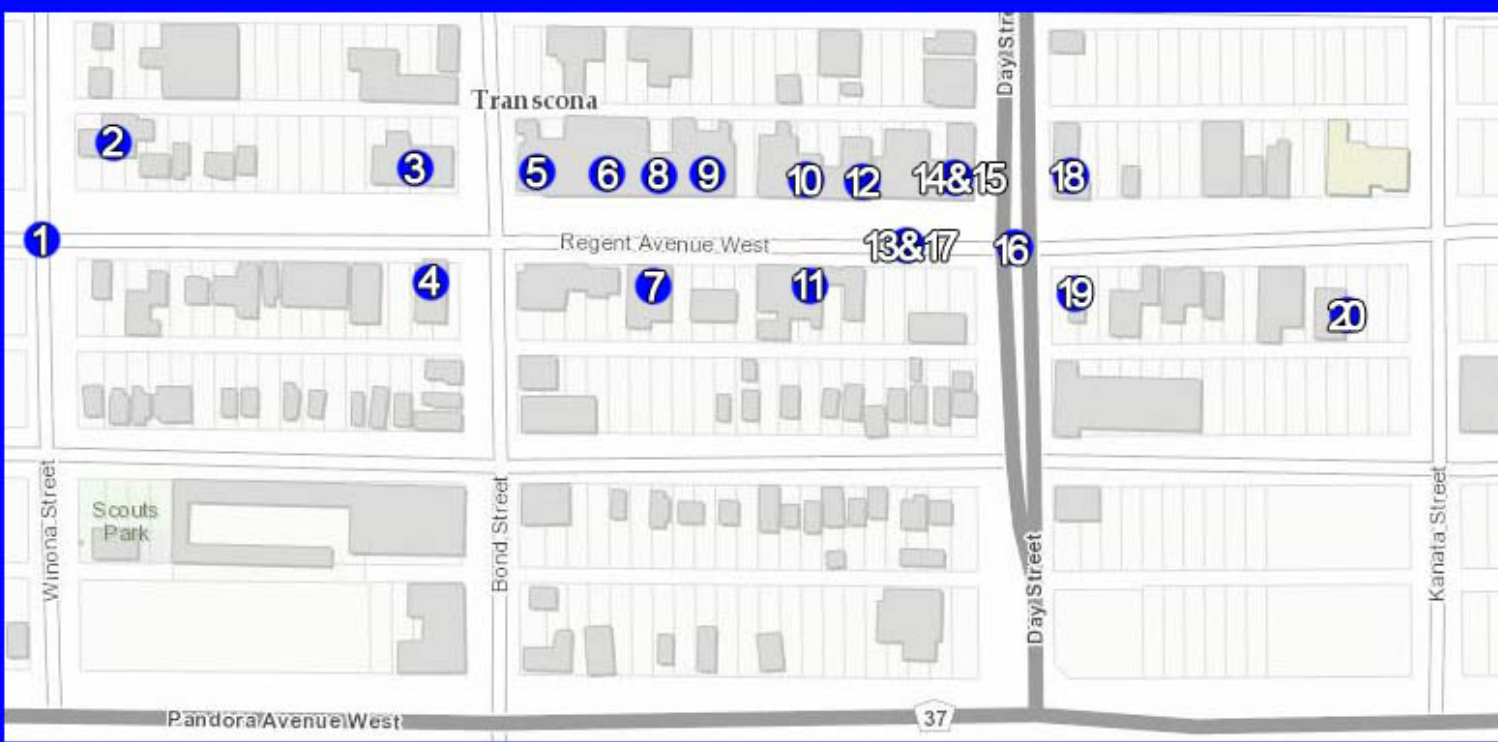 Day Stre
Transcona
2
3
5
6
8
9
10
12
14&15
18
1
Regent Avenue West
13&17
16
4
7
11
19
20
Scouts
Park
Winona Street
Bond Street
Day Street
Kanata Street
Pandora Avenue West
37